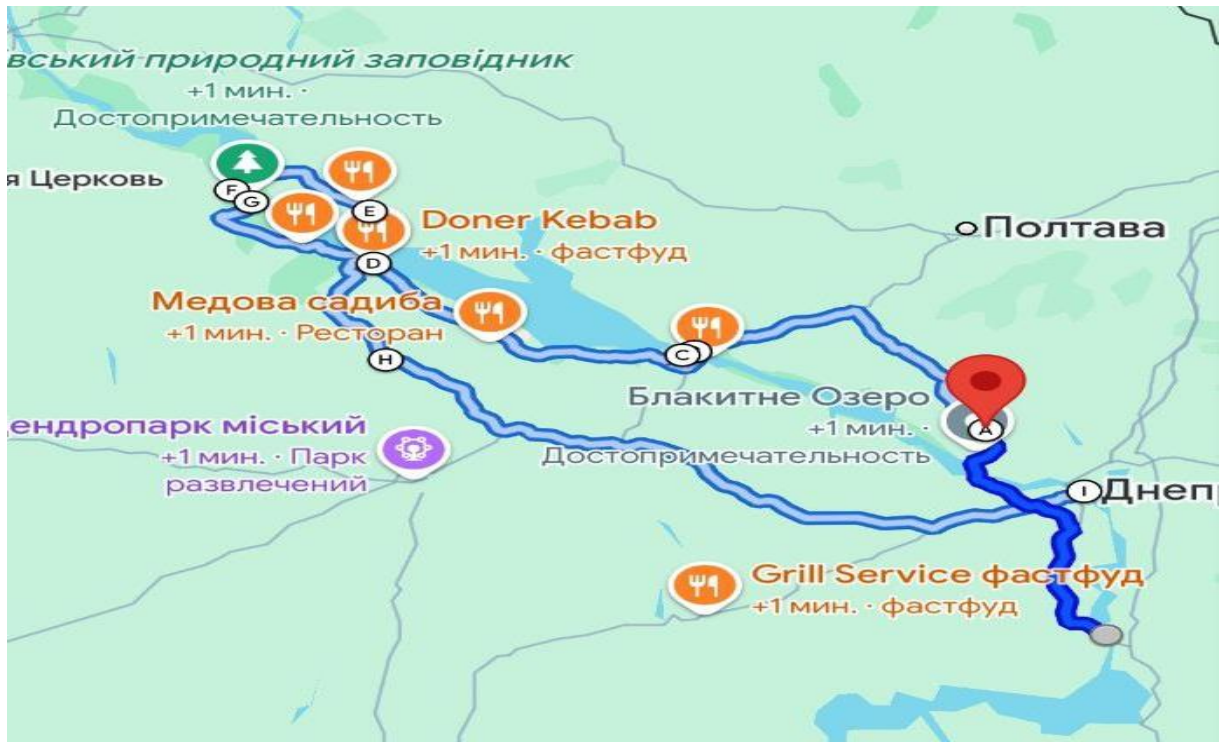 вський природний заповідник
+1 мин. ·
Достопримечательность
я Церковь
F
G
E
Doner Kebab
+1 мин. · фастфуд
D
Полтава
Медова садиба
+1 мин. · Ресторан
C
H
Блакитне Озеро
+1 мин. ·
Достопримечательность
A
ендропарк міський
+1 мин. · Парк
развлечений
I
Днепр
Grill Service фастфуд
+1 мин. · фастфуд